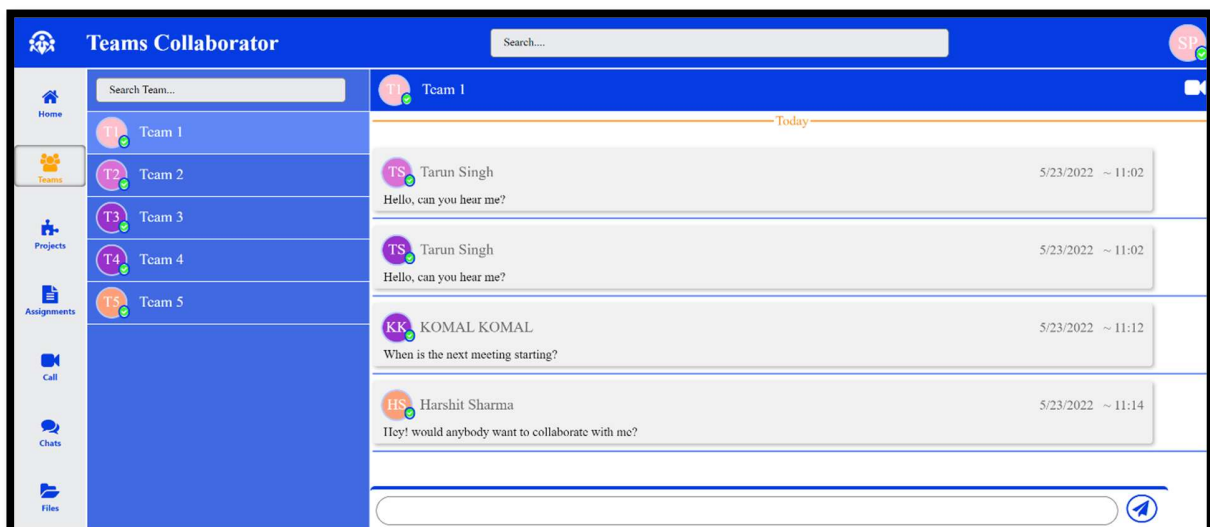 Teams Collaborator
Search....
SP
Home
Teams
Projects
Assignments
Call
Chats
Files
Search Team...
T1 Team 1
T2 Team 2
T3 Team 3
T4 Team 4
T5 Team 5
T1 Team 1
Today
TS Tarun Singh 5/23/2022 ~ 11:02
Hello, can you hear me?
TS Tarun Singh 5/23/2022 ~ 11:02
Hello, can you hear me?
KK KOMAL KOMAL 5/23/2022 ~ 11:12
When is the next meeting starting?
HS Harshit Sharma 5/23/2022 ~ 11:14
Hey! would anybody want to collaborate with me?